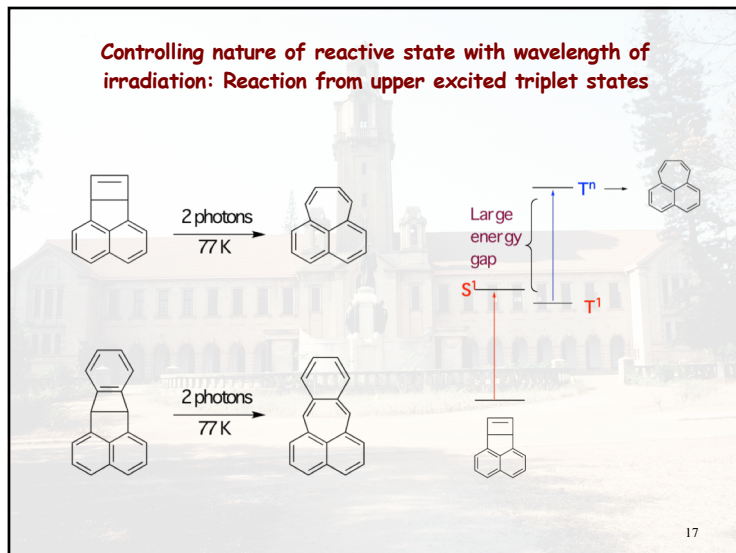 Controlling nature of reactive state with wavelength of
irradiation: Reaction from upper excited triplet states
2 photons
77 K
Tⁿ
Large
energy
gap
S¹
T¹
2 photons
77 K
17